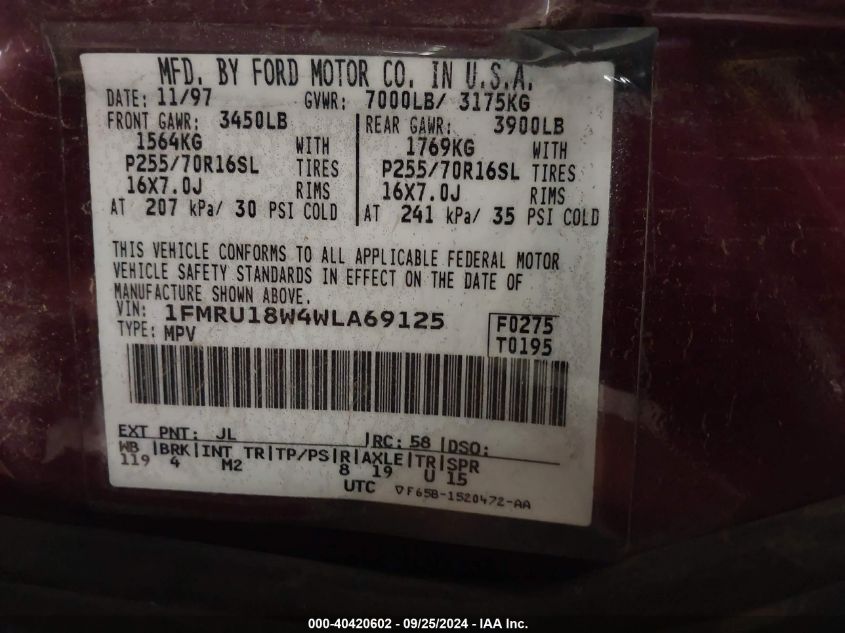 MFD. BY FORD MOTOR CO. IN U.S.A.
DATE: 11/97 GVWR: 7000LB/ 3175KG
FRONT GAWR: 3450LB REAR GAWR: 3900LB
1564KG WITH 1769KG WITH
P255/70R16SL TIRES P255/70R16SL TIRES
16X7.0J RIMS 16X7.0J RIMS
AT 207 kPa/ 30 PSI COLD AT 241 kPa/ 35 PSI COLD
THIS VEHICLE CONFORMS TO ALL APPLICABLE FEDERAL MOTOR
VEHICLE SAFETY STANDARDS IN EFFECT ON THE DATE OF
MANUFACTURE SHOWN ABOVE.
VIN: 1FMRU18W4WLA69125 F0275
TYPE: MPV T0195
EXT PNT: JL RC: 58 DSO:
WB BRK INT TR TP/PS R AXLE TR SPR
119 4 M2 8 19 U 15
UTC ▽F65B-1520472-AA
000-40420602 - 09/25/2024 - IAA Inc.